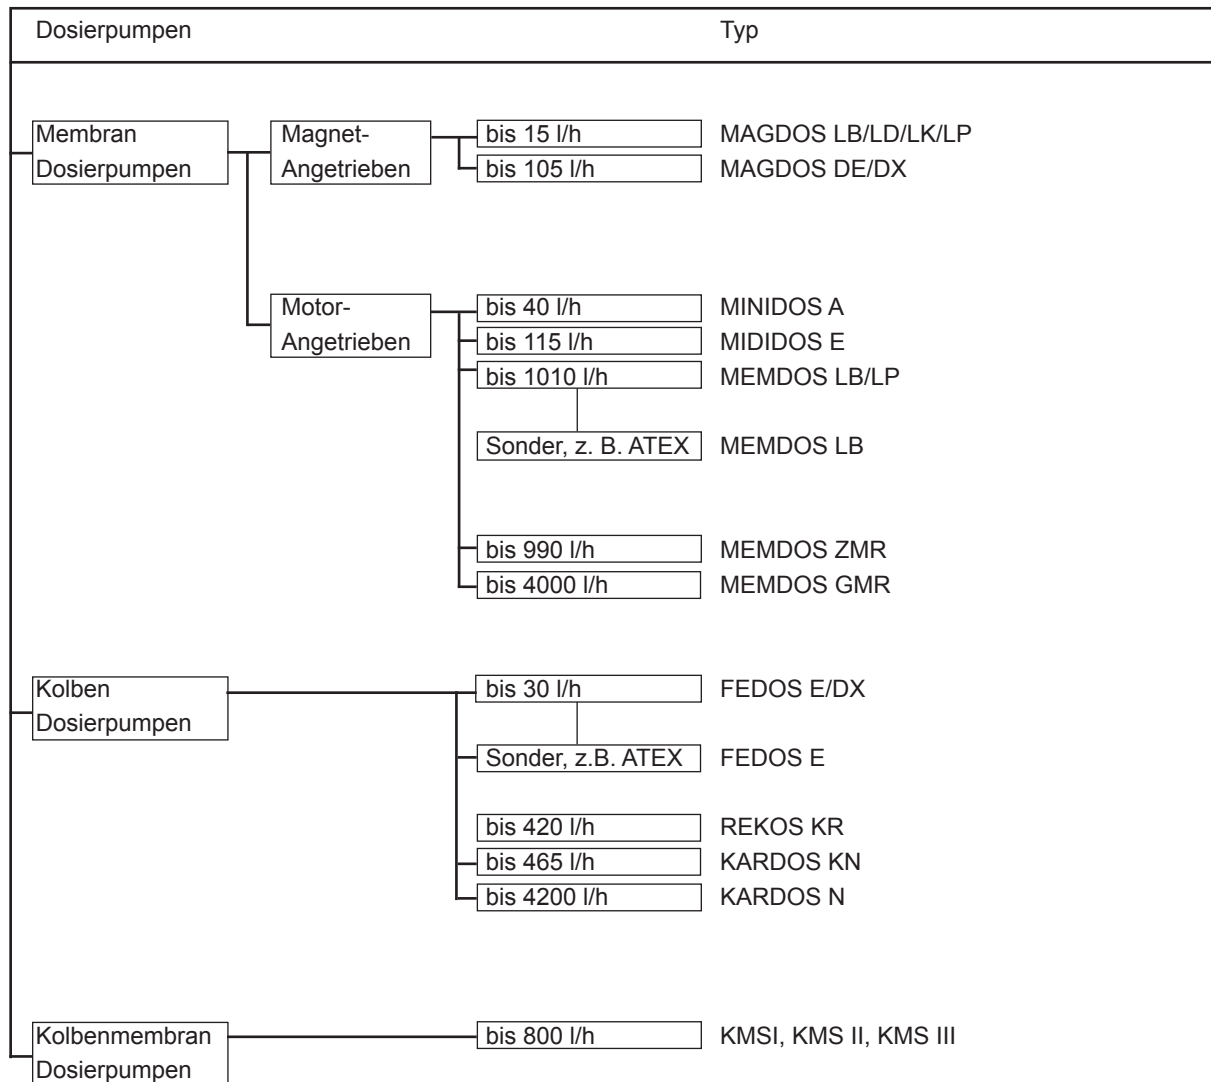 Dosierpumpen Typ
Membran Magnet- bis 15 l/h MAGDOS LB/LD/LK/LP
Dosierpumpen Angetrieben bis 105 l/h MAGDOS DE/DX
Motor- bis 40 l/h MINIDOS A
Angetrieben bis 115 l/h MIDIDOS E
bis 1010 l/h MEMDOS LB/LP
Sonder, z. B. ATEX MEMDOS LB
bis 990 l/h MEMDOS ZMR
bis 4000 l/h MEMDOS GMR
Kolben bis 30 l/h FEDOS E/DX
Dosierpumpen
Sonder, z.B. ATEX FEDOS E
bis 420 l/h REKOS KR
bis 465 l/h KARDOS KN
bis 4200 l/h KARDOS N
Kolbenmembran bis 800 l/h KMSI, KMS II, KMS III
Dosierpumpen